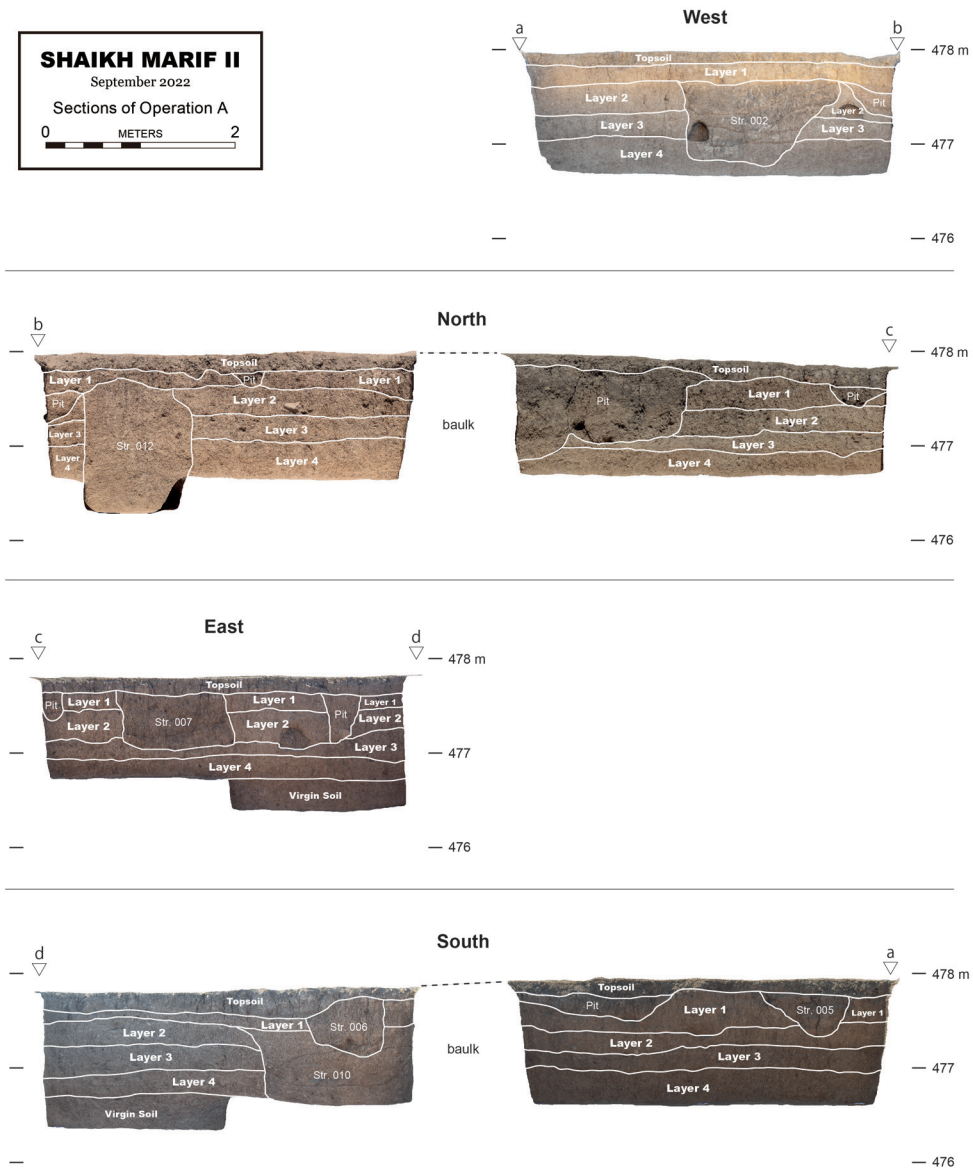 SHAIKH MARIF II
September 2022
Sections of Operation A
0 METERS 2
West
a b
478 m
Topsoil
Layer 1
Layer 2 Str. 002 Layer 2 Pit
Layer 3 Layer 3
Layer 4
477
476
North
b c
478 m
Topsoil Topsoil
Layer 1 Pit Layer 1 Pit Layer 1 Pit
Pit Layer 2 Layer 2
baulk
Layer 3 Str. 012 Layer 3 Layer 3
477
Layer 4 Layer 4 Layer 4
476
East
c d
478 m
Topsoil
Pit Layer 1 Layer 1 Layer 1
Layer 2 Str. 007 Layer 2 Pit Layer 2
Layer 3
477
Layer 4
Virgin Soil
476
South
d a
478 m
Topsoil Topsoil
Layer 2 Layer 1 Str. 006 Pit Layer 1 Str. 005 Layer 1
Layer 3 baulk Layer 2
Layer 3
477
Layer 4 Str. 010 Layer 4
Virgin Soil
476